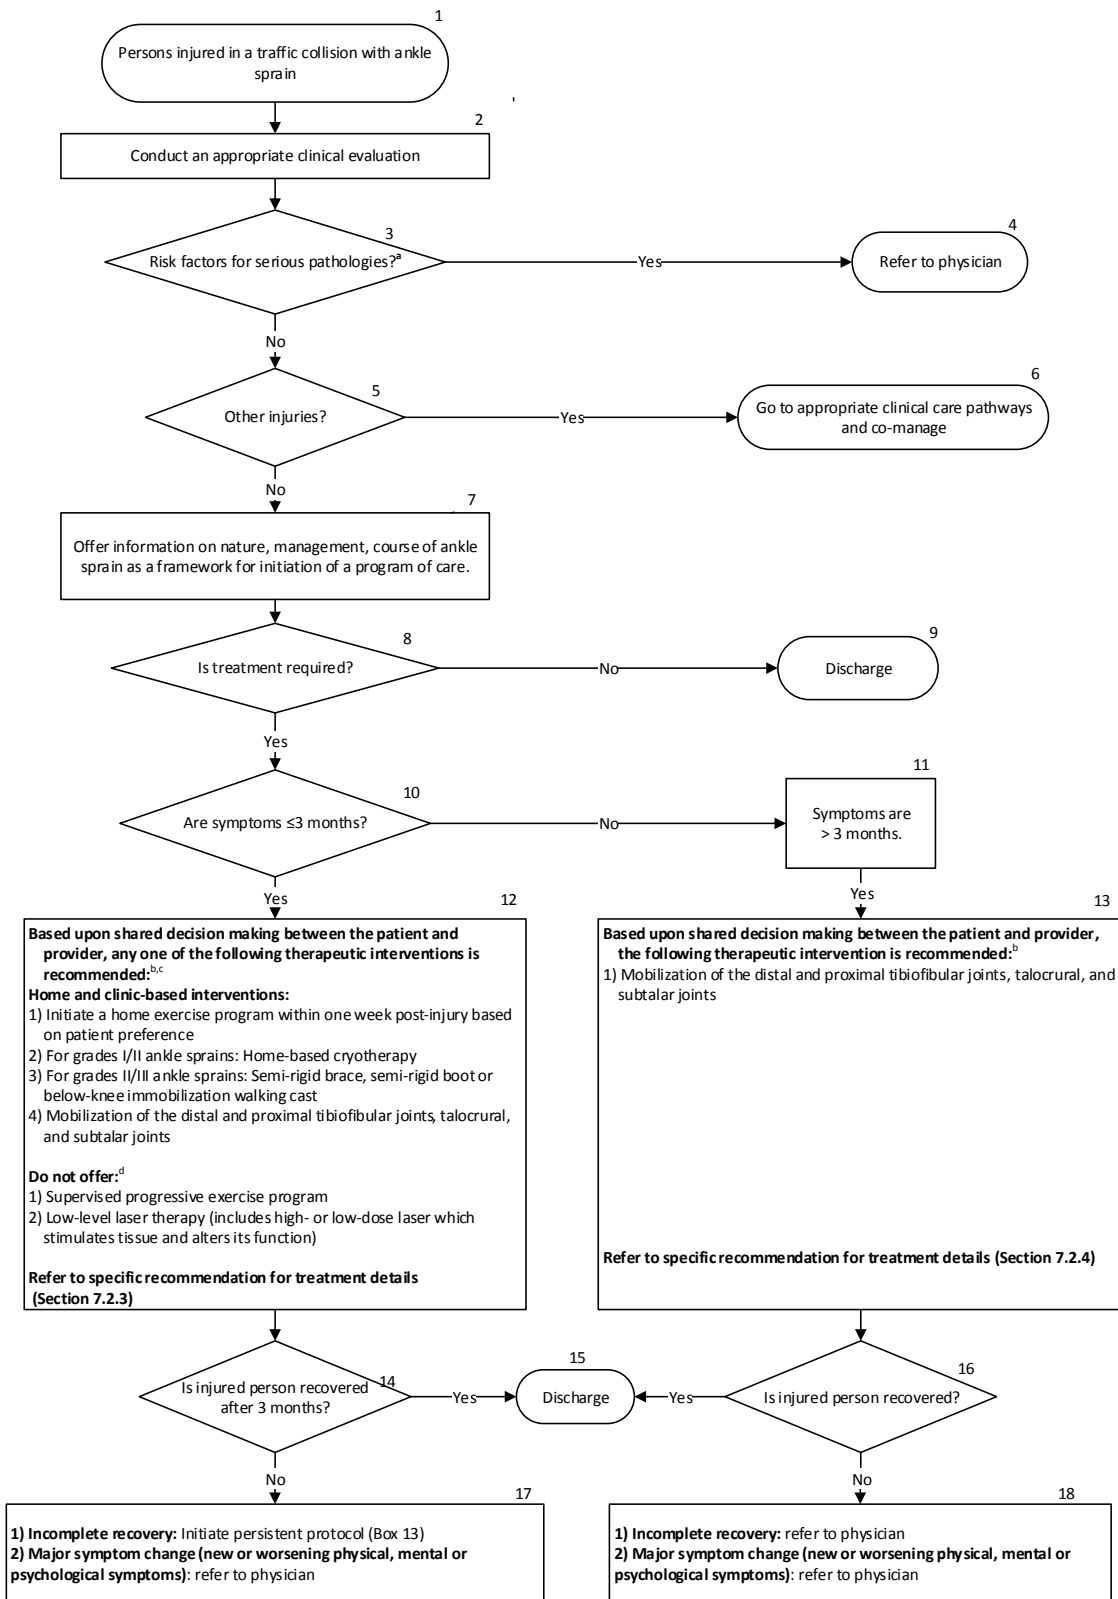 1
Persons injured in a traffic collision with ankle
sprain
2
Conduct an appropriate clinical evaluation
3
Risk factors for serious pathologies?a
Yes
4
Refer to physician
No
5
Other injuries?
Yes
6
Go to appropriate clinical care pathways
and co-manage
No
7
Offer information on nature, management, course of ankle
sprain as a framework for initiation of a program of care.
8
Is treatment required?
No
9
Discharge
Yes
10
Are symptoms ≤3 months?
No
11
Symptoms are
> 3 months.
Yes
Yes
12
Based upon shared decision making between the patient and
provider, any one of the following therapeutic interventions is
recommended:b,c
Home and clinic-based interventions:
1) Initiate a home exercise program within one week post-injury based
on patient preference
2) For grades I/II ankle sprains: Home-based cryotherapy
3) For grades II/III ankle sprains: Semi-rigid brace, semi-rigid boot or
below-knee immobilization walking cast
4) Mobilization of the distal and proximal tibiofibular joints, talocrural,
and subtalar joints
Do not offer:d
1) Supervised progressive exercise program
2) Low-level laser therapy (includes high- or low-dose laser which
stimulates tissue and alters its function)
Refer to specific recommendation for treatment details
(Section 7.2.3)
13
Based upon shared decision making between the patient and provider,
the following therapeutic intervention is recommended:b
1) Mobilization of the distal and proximal tibiofibular joints, talocrural, and
subtalar joints
Refer to specific recommendation for treatment details (Section 7.2.4)
14
Is injured person recovered
after 3 months?
Yes
15
Discharge
Yes
16
Is injured person recovered?
No
No
17
1) Incomplete recovery: Initiate persistent protocol (Box 13)
2) Major symptom change (new or worsening physical, mental or
psychological symptoms): refer to physician
18
1) Incomplete recovery: refer to physician
2) Major symptom change (new or worsening physical, mental or
psychological symptoms): refer to physician